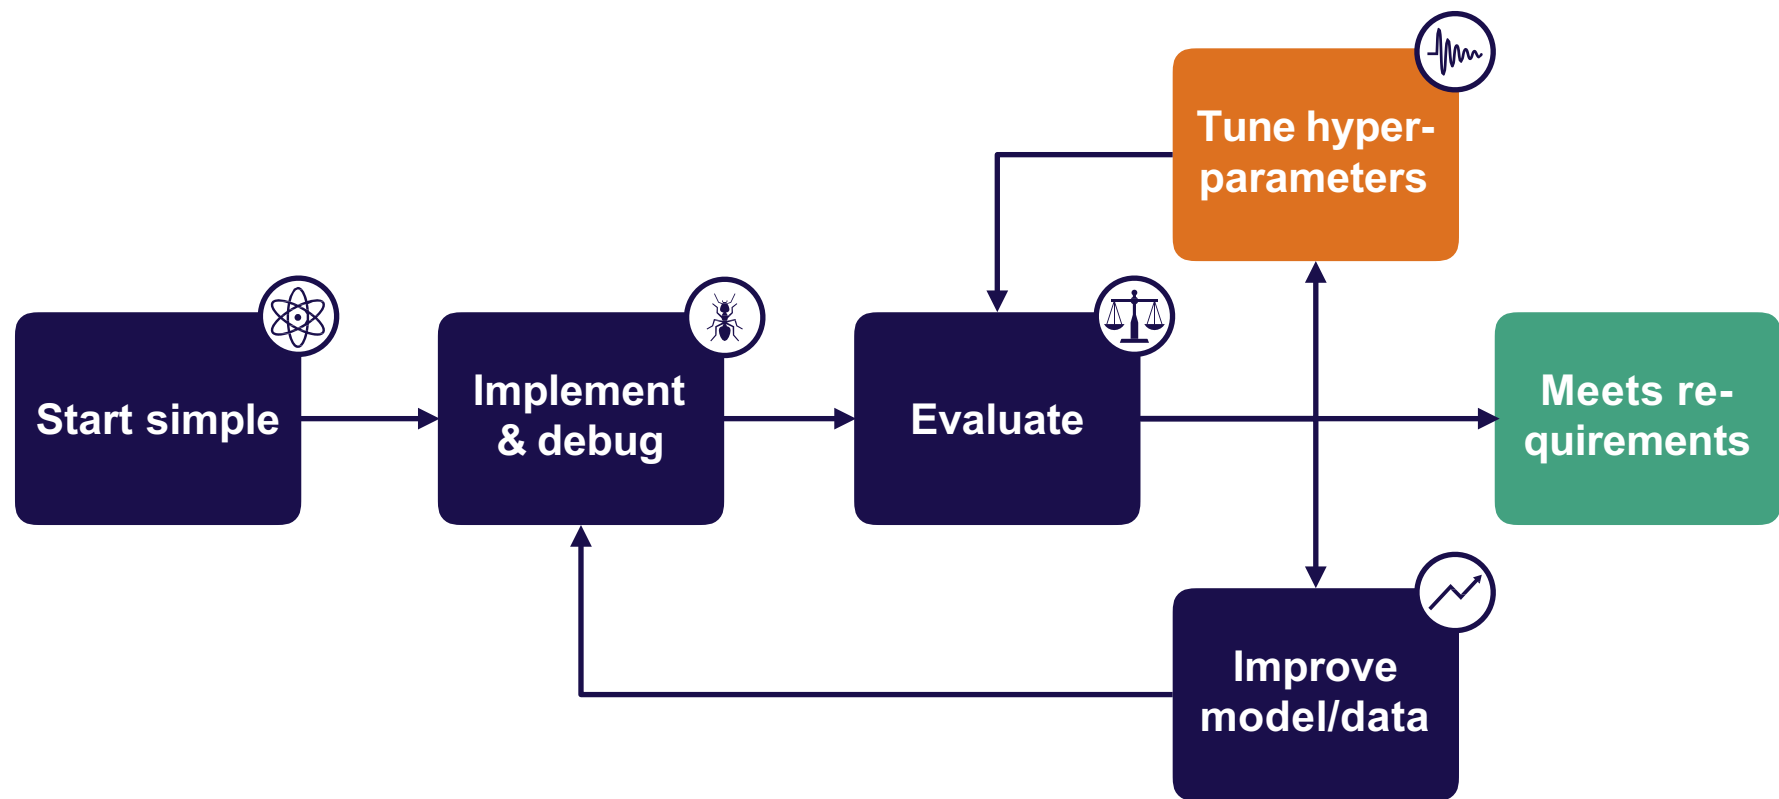 Tune hyper-
parameters
Start simple
Implement
& debug
Evaluate
Meets re-
quirements
Improve
model/data